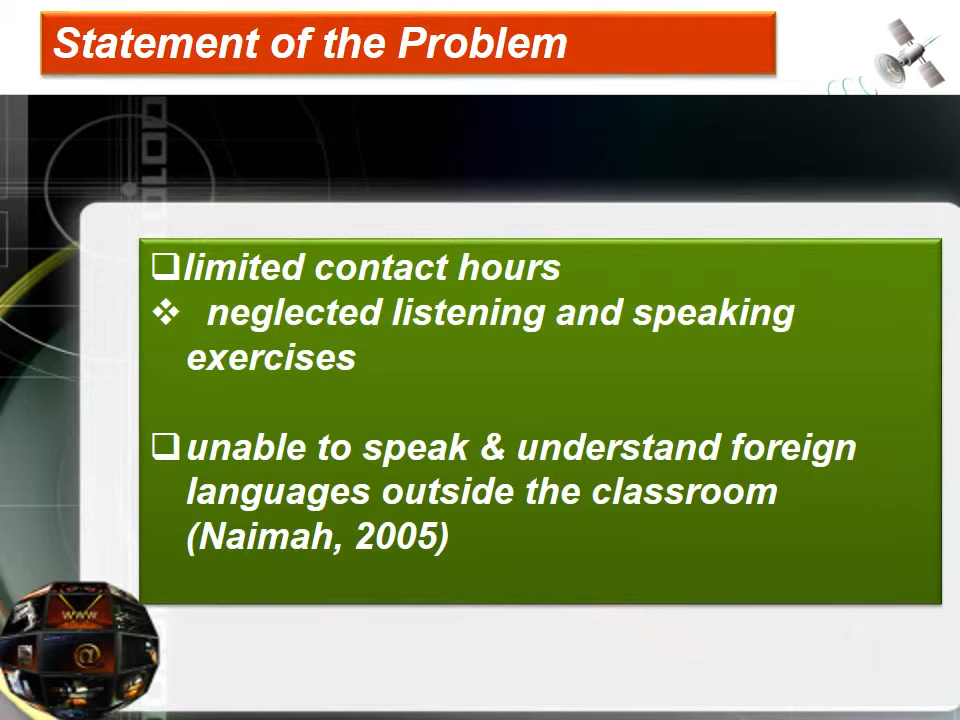 Statement of the Problem
limited contact hours
neglected listening and speaking
exercises
unable to speak & understand foreign
languages outside the classroom
(Naimah, 2005)
www
@